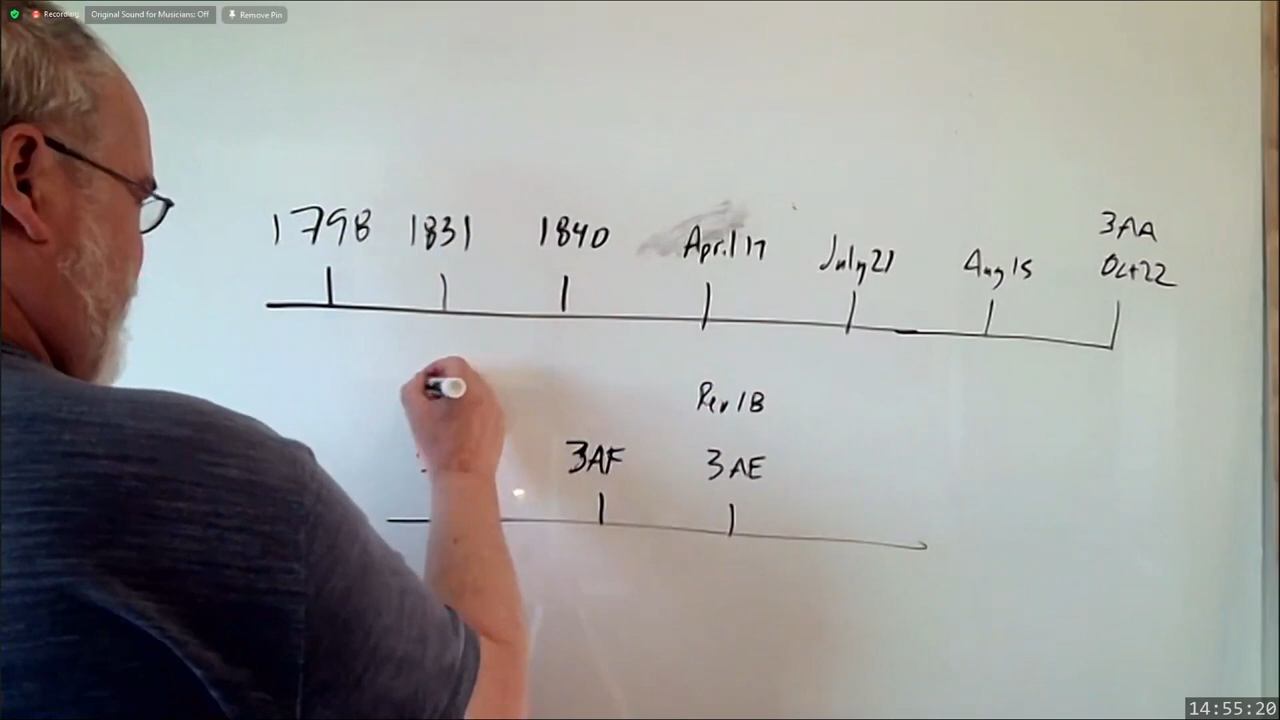 Recording Original Sound for Musicians: Off Remove Pin
3AA
1798 1831 1840 April 17 July 21 Aug 15 Oct 22
Rev 18
3AF 3AE
14:55:20